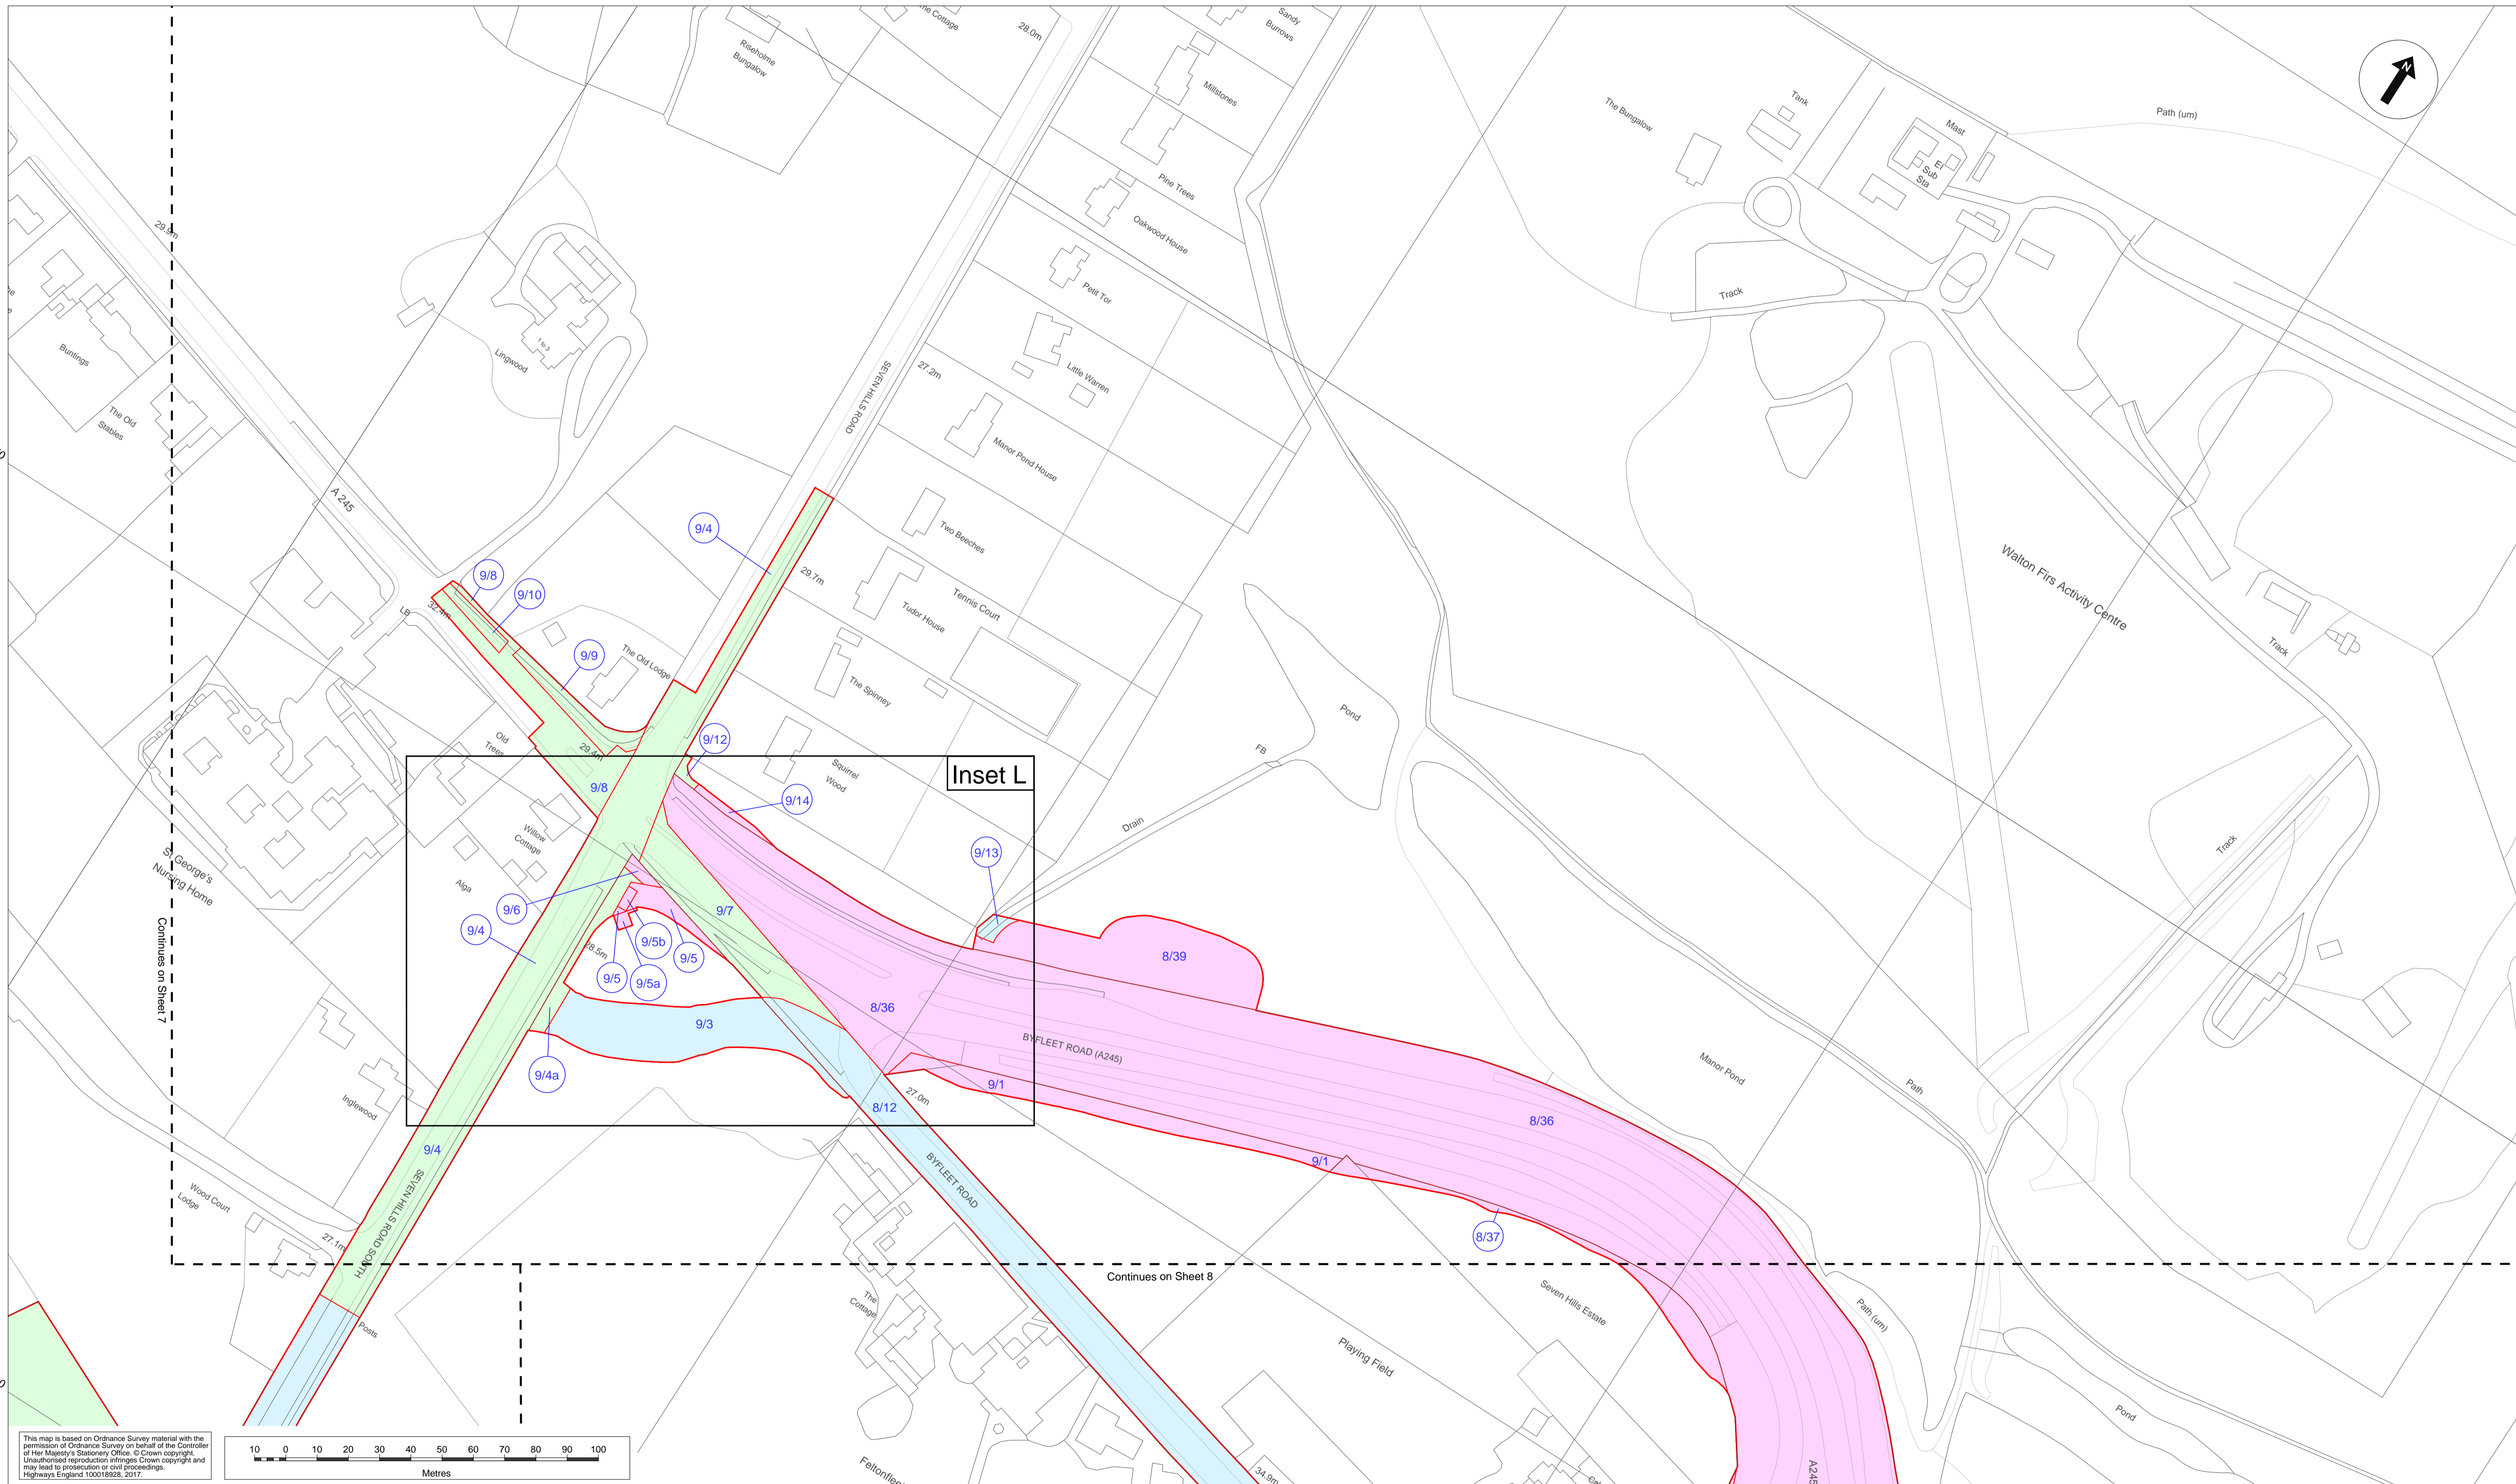 The Cottage
28.0m
Sandy
Burrows
Riseholme
Bungalow
Millstones
N
The Bungalow
Tank
Mast
Path (um)
El
Sub
Sta
Pine Trees
Oakwood House
29.9m
Petit Tor
Track
Buntings
1 to 3
Lingwood
SEVEN HILLS ROAD
27.2m
Little Warren
The Old
Stables
Manor Pond House
A 245
9/4
Two Beeches
29.7m
Walton Firs Activity Centre
9/8
9/10
LB
32.4m
Tennis Court
Tudor House
9/9
The Old Lodge
The Spinney
Track
Pond
FB
Old
Trees
29.4m
9/12
Squirrel
Wood
Inset L
9/8
9/14
Drain
Willow
Cottage
St George's
Nursing Home
Alga
Track
9/13
9/6
9/7
9/4
28.5m
9/5b
9/5
9/5
9/5a
8/39
Continues on Sheet 7
8/36
9/3
BYFLEET ROAD (A245)
9/4a
9/1
27.0m
8/12
Manor Pond
Path
Inglewood
8/36
9/4
9/1
BYFLEET ROAD
Wood Court
Lodge
SEVEN HILLS ROAD SOUTH
27.1m
8/37
Continues on Sheet 8
The
Cottage
Seven Hills Estate
Path (um)
Posts
Playing Field
Pond
A245
34.9m
This map is based on Ordnance Survey material with the
permission of Ordnance Survey on behalf of the Controller
of Her Majesty's Stationery Office. © Crown copyright.
Unauthorised reproduction infringes Crown copyright and
may lead to prosecution or civil proceedings.
Highways England 100018928, 2017.
10 0 10 20 30 40 50 60 70 80 90 100
Metres